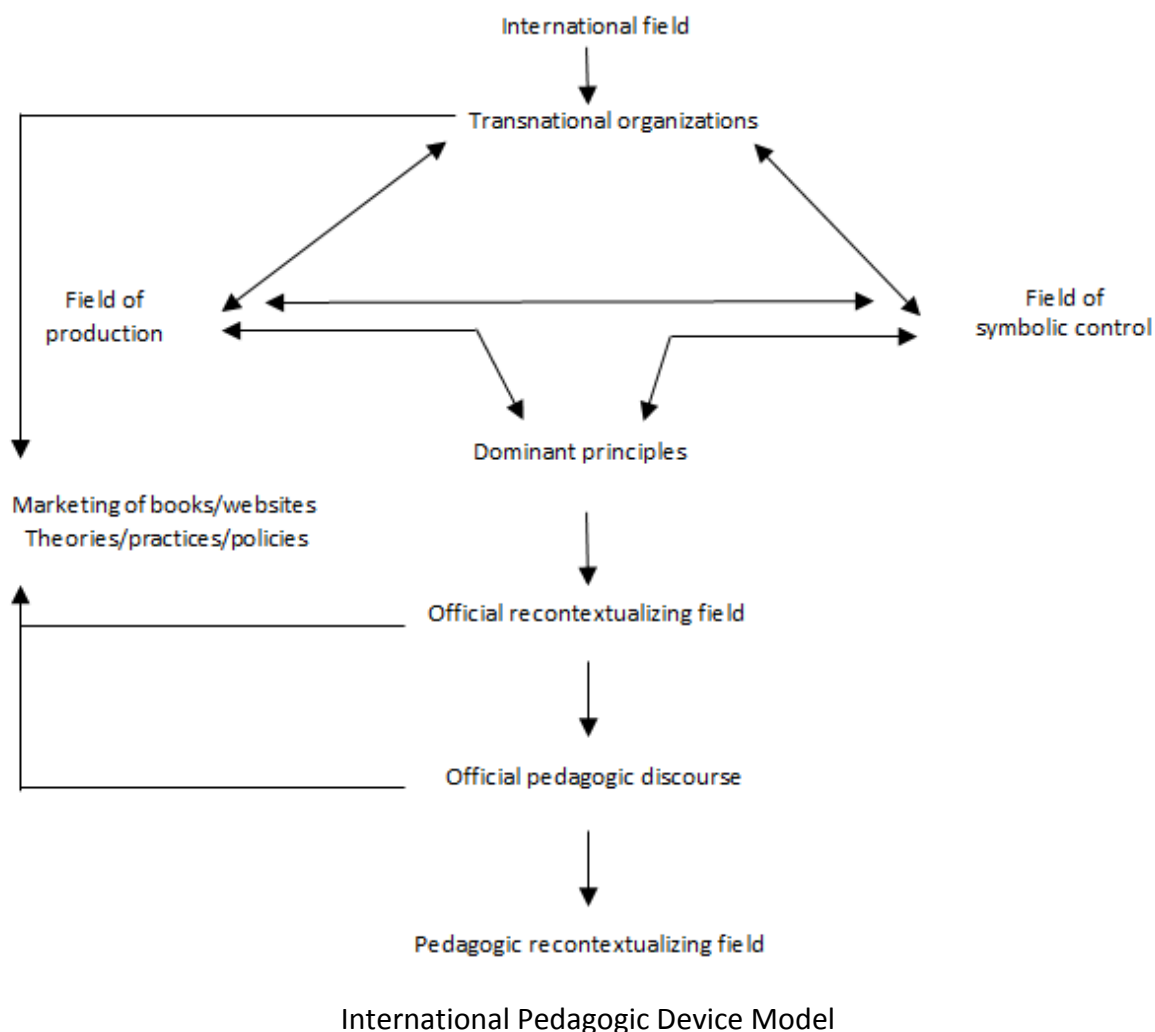 International field
Transnational organizations
Field of
production
Field of
symbolic control
Dominant principles
Marketing of books/websites
Theories/practices/policies
Official recontextualizing field
Official pedagogic discourse
Pedagogic recontextualizing field
International Pedagogic Device Model